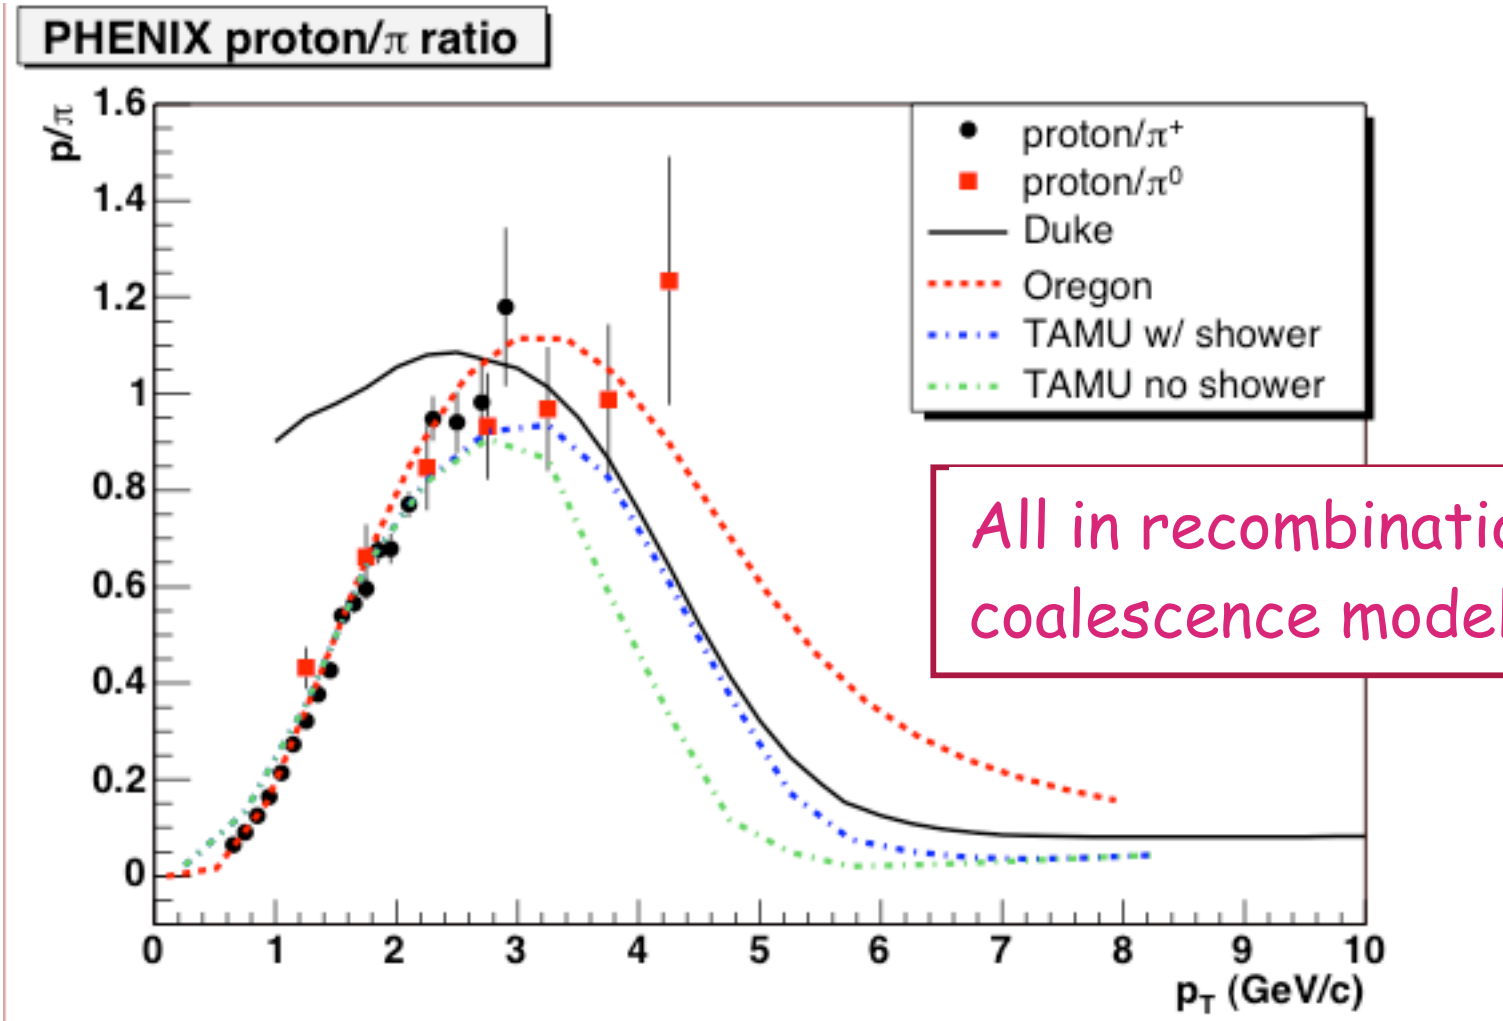 PHENIX proton/π ratio
p/π
1.6
1.4
1.2
1
0.8
0.6
0.4
0.2
0
proton/π⁺
proton/π⁰
Duke
Oregon
TAMU w/ shower
TAMU no shower
All in recombinatio
coalescence model
0 1 2 3 4 5 6 7 8 9 10
p_T (GeV/c)